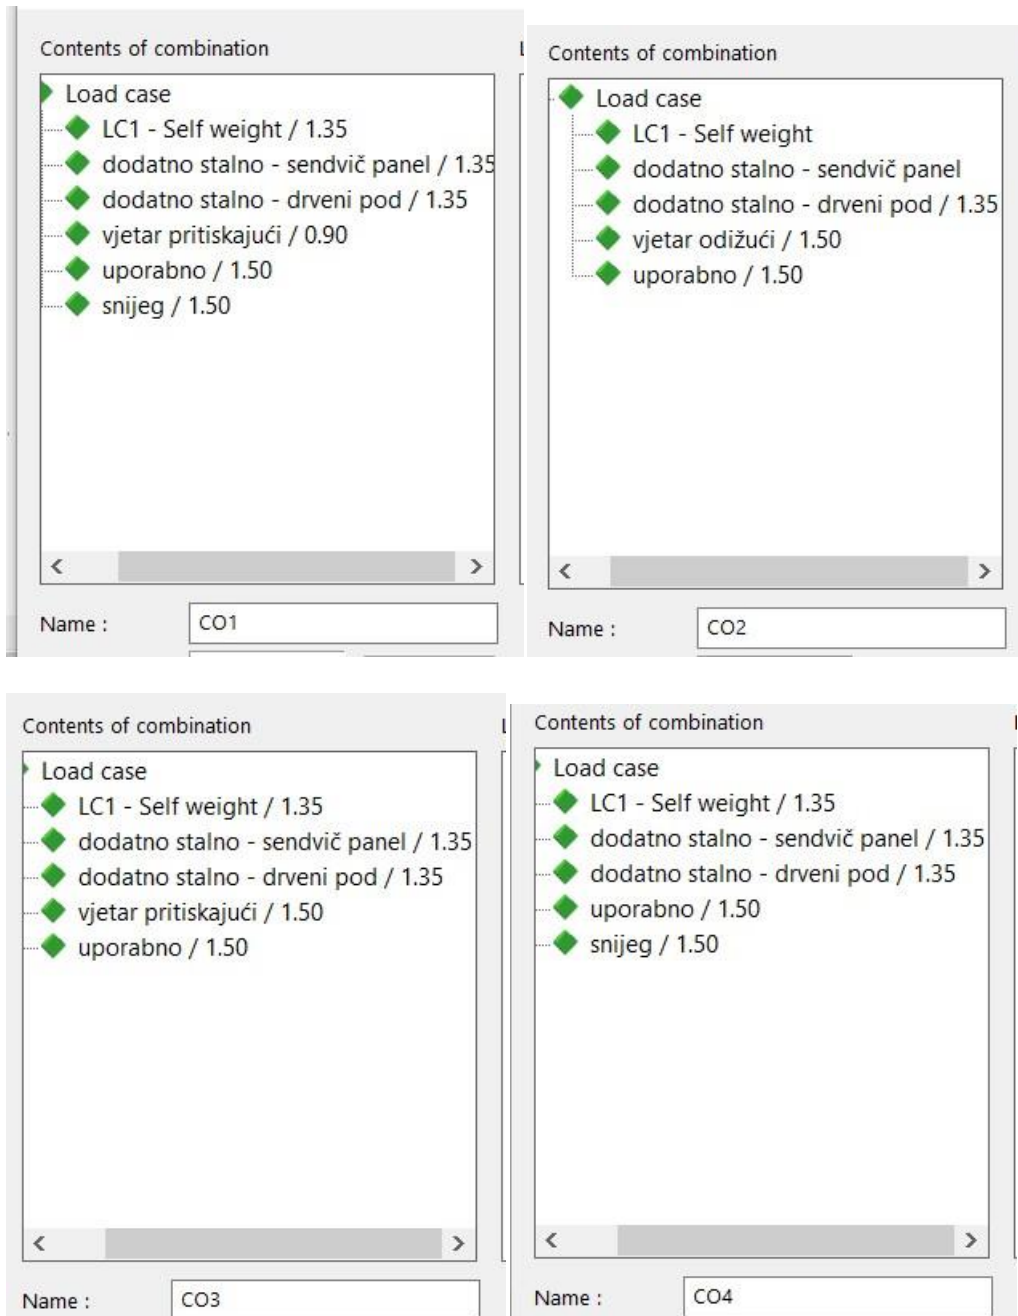 Contents of combination
Load case
LC1 - Self weight / 1.35
dodatno stalno - sendvič panel / 1.35
dodatno stalno - drveni pod / 1.35
vjetar pritiskajući / 0.90
uporabno / 1.50
snijeg / 1.50
Name :
CO1
Contents of combination
Load case
LC1 - Self weight
dodatno stalno - sendvič panel
dodatno stalno - drveni pod / 1.35
vjetar odižući / 1.50
uporabno / 1.50
Name :
CO2
Contents of combination
Load case
LC1 - Self weight / 1.35
dodatno stalno - sendvič panel / 1.35
dodatno stalno - drveni pod / 1.35
vjetar pritiskajući / 1.50
uporabno / 1.50
Name :
CO3
Contents of combination
Load case
LC1 - Self weight / 1.35
dodatno stalno - sendvič panel / 1.35
dodatno stalno - drveni pod / 1.35
uporabno / 1.50
snijeg / 1.50
Name :
CO4